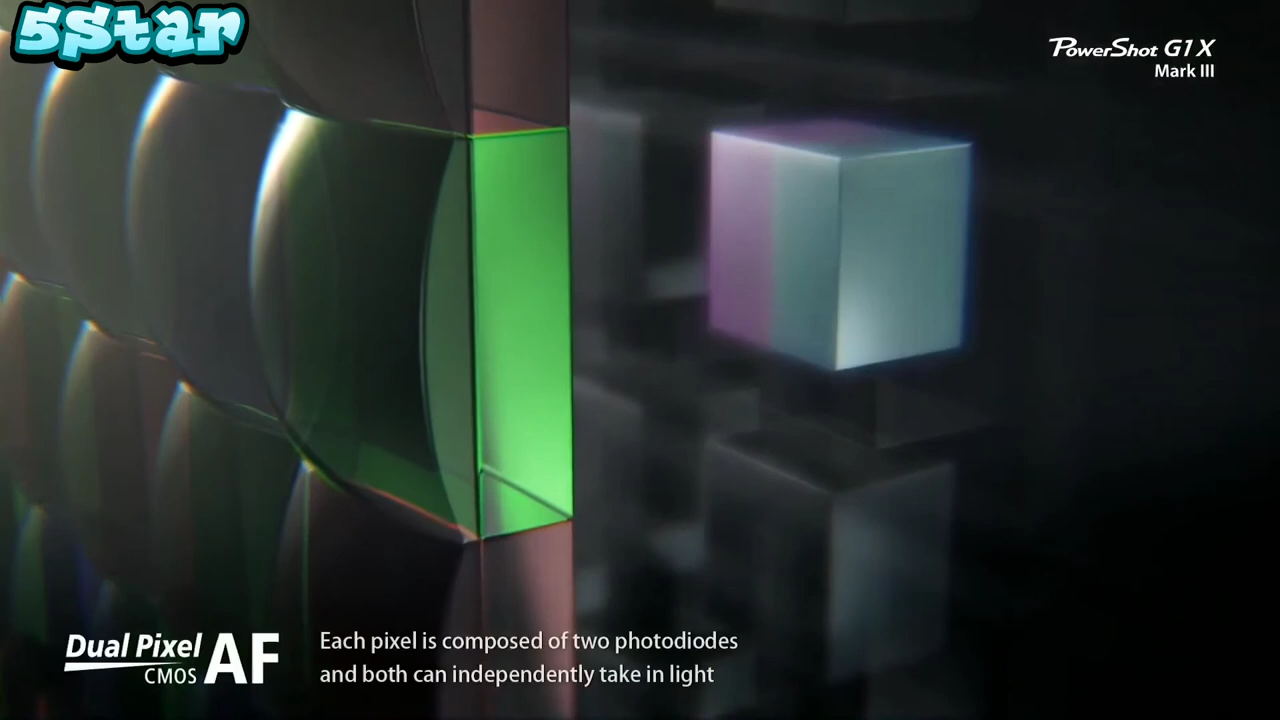 5Star
PowerShot G1X
Mark III
Dual Pixel
CMOS AF
Each pixel is composed of two photodiodes
and both can independently take in light